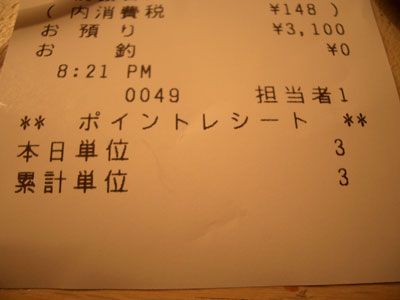 ( 内消費税 ¥148 )
お預り ¥3,100
お釣 ¥0
8:21 PM
0049 担当者1
** ポイントレシート **
本日単位 3
累計単位 3